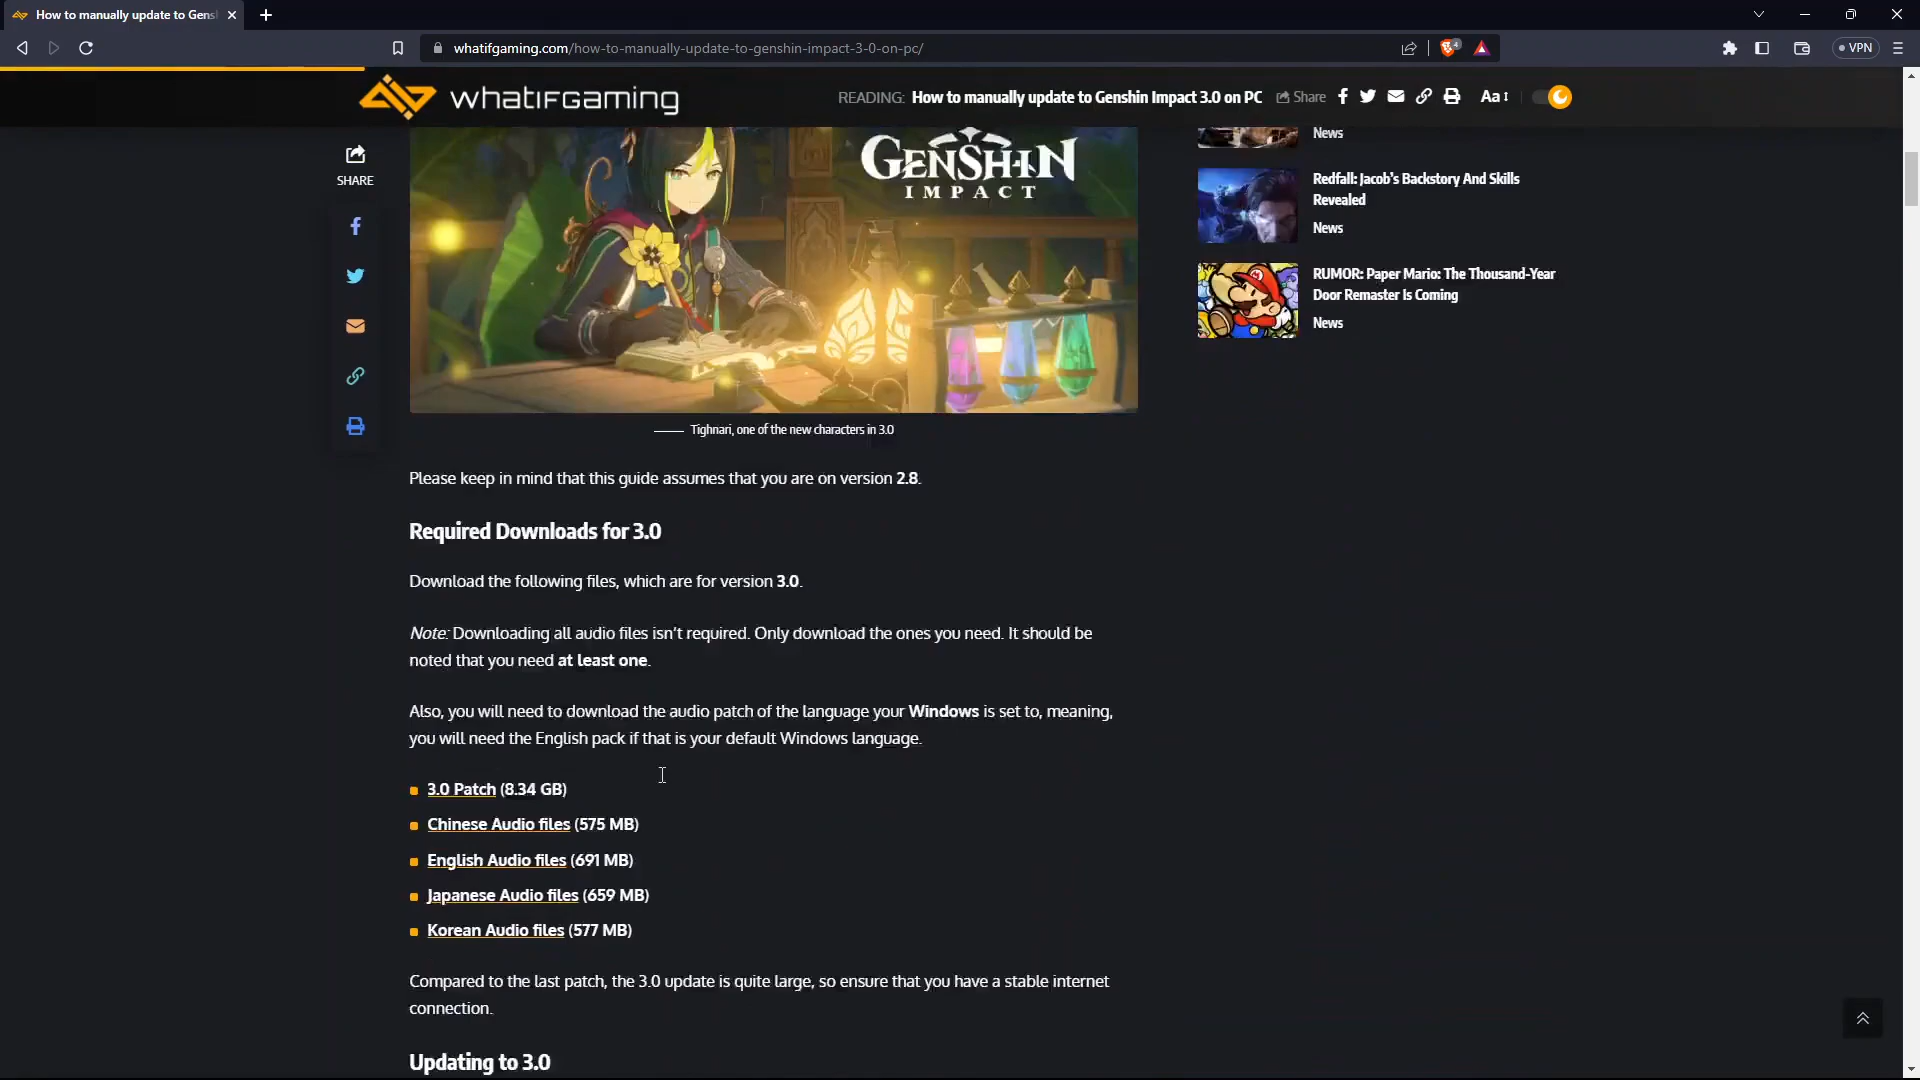 How to manually update to Gens
whatifgaming.com/how-to-manually-update-to-genshin-impact-3-0-on-pc/
VPN
WHATIFGAMING
READING: How to manually update to Genshin Impact 3.0 on PC
Share
Aa
SHARE
GENSHIN
IMPACT
News
Redfall: Jacob's Backstory And Skills
Revealed
News
RUMOR: Paper Mario: The Thousand-Year
Door Remaster Is Coming
News
Tighnari, one of the new characters in 3.0
Please keep in mind that this guide assumes that you are on version 2.8.
Required Downloads for 3.0
Download the following files, which are for version 3.0.
Note: Downloading all audio files isn't required. Only download the ones you need. It should be
noted that you need at least one.
Also, you will need to download the audio patch of the language your Windows is set to, meaning,
you will need the English pack if that is your default Windows language.
3.0 Patch (8.34 GB)
Chinese Audio files (575 MB)
English Audio files (691 MB)
Japanese Audio files (659 MB)
Korean Audio files (577 MB)
Compared to the last patch, the 3.0 update is quite large, so ensure that you have a stable internet
connection.
Updating to 3.0